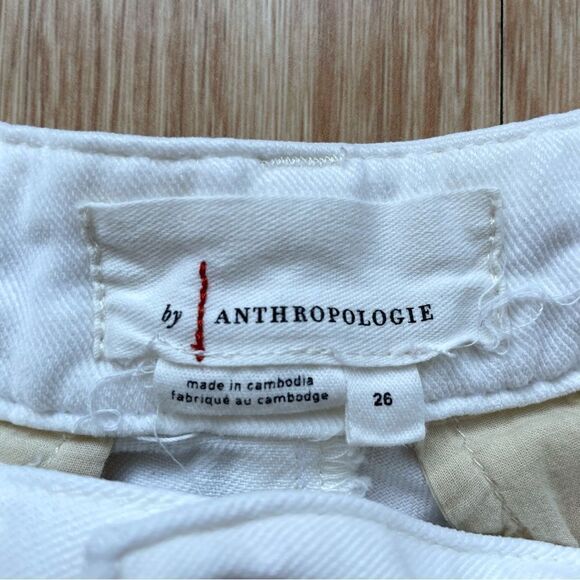 by ANTHROPOLOGIE
made in cambodia
fabriqué au cambodge
26